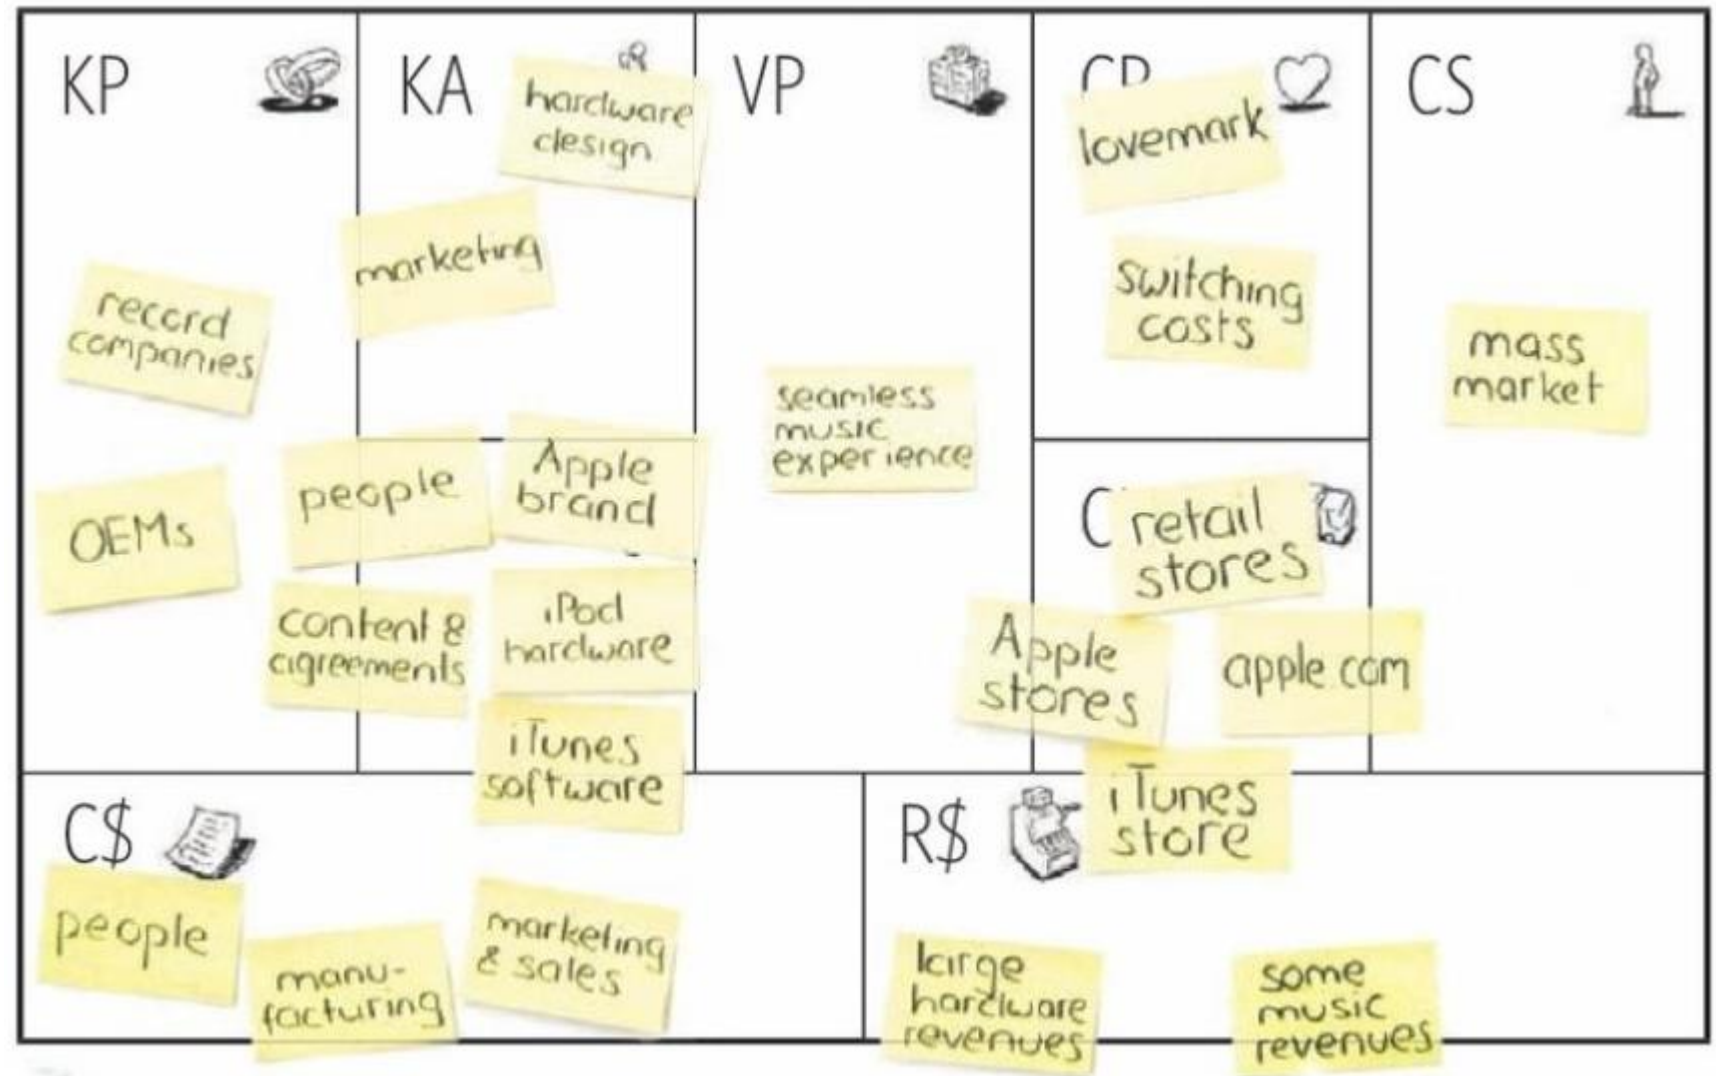 KP
record
companies
OEMs
KA
hardware
design
marketing
people
Apple
brand
content &
agreements
iPod
hardware
iTunes
software
VP
seamless
music
experience
CR
lovemark
switching
costs
C
retail
stores
Apple
stores
apple.com
iTunes
store
CS
mass
market
C$
people
manu-
facturing
marketing
& sales
R$
large
hardware
revenues
some
music
revenues